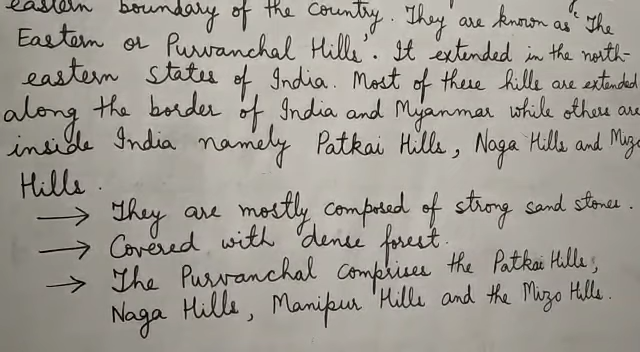 eastern boundary of the country. They are known as 'The
Eastern or Purvanchal Hills'. It extended in the north-
eastern States of India. Most of these hills are extended
along the border of India and Myanmar while others are
inside India namely Patkai Hills, Naga Hills and Mizo
Hills.
→ They are mostly composed of strong sand stones.
→ Covered with dense forest.
→ The Purvanchal comprises the Patkai Hills,
Naga Hills, Manipur Hills and the Mizo Hills.